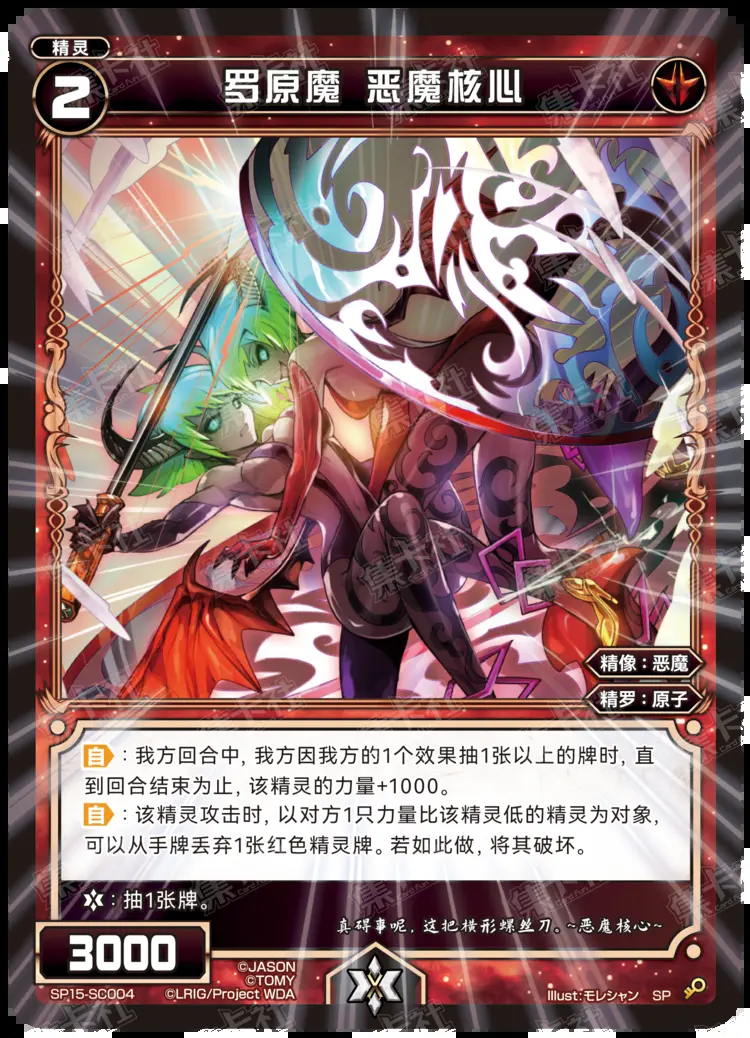 精灵
2
罗原魔 恶魔核心
精像：恶魔
精罗：原子
自：我方回合中，我方因我方的1个效果抽1张以上的牌时，直
到回合结束为止，该精灵的力量+1000。
自：该精灵攻击时，以对方1只力量比该精灵低的精灵为对象，
可以从手牌丢弃1张红色精灵牌。若如此做，将其破坏。
：抽1张牌。
真碍事呢，这把横形螺丝刀。~恶魔核心~
3000
©JASON
©TOMY
SP15-SC004 ©LRIG/Project WDA
Illust:モレシャン SP
集卡社